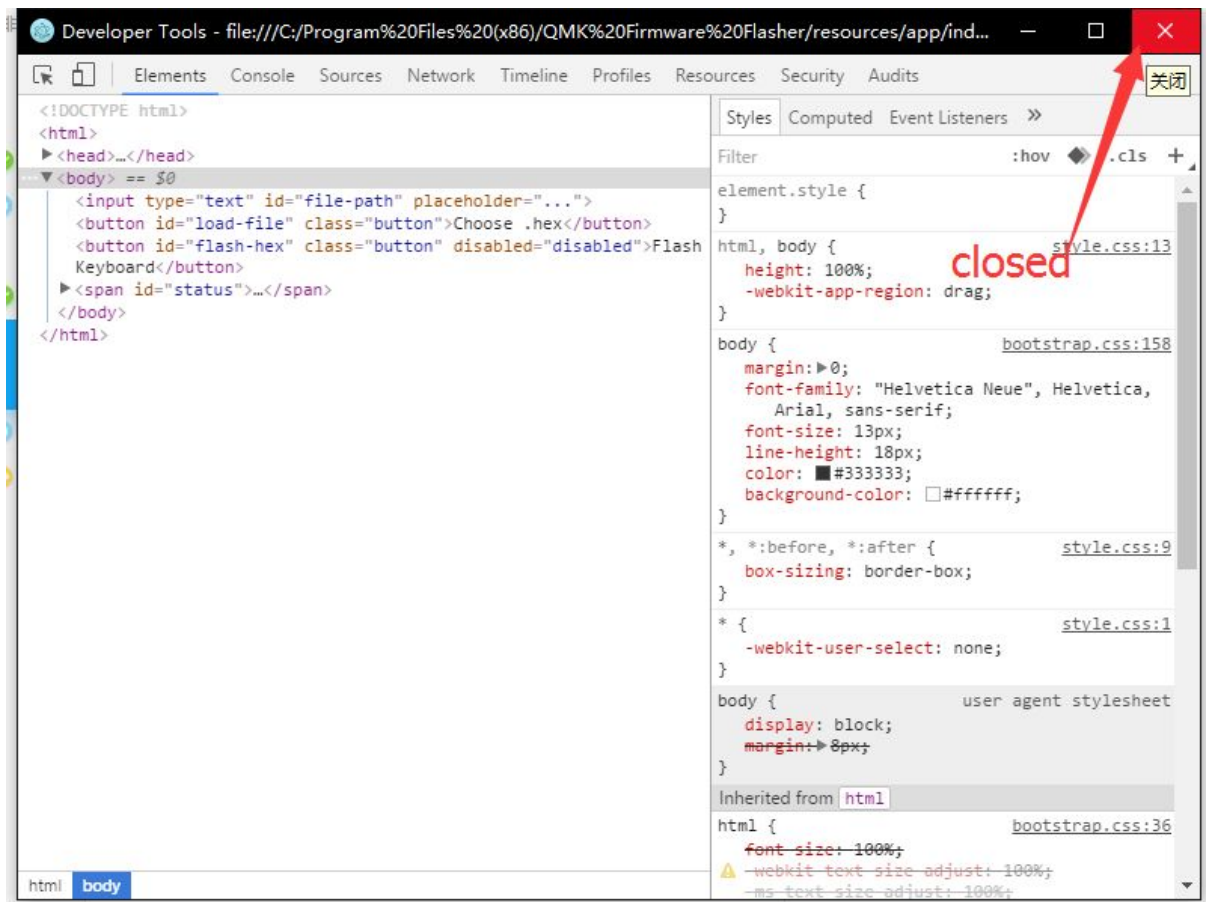 Developer Tools - file:///C:/Program%20Files%20(x86)/QMK%20Firmware%20Flasher/resources/app/ind...
关闭
Elements Console Sources Network Timeline Profiles Resources Security Audits
<!DOCTYPE html>
<html>
▶<head>…</head>
▼<body> == $0
<input type="text" id="file-path" placeholder="...">
<button id="load-file" class="button">Choose .hex</button>
<button id="flash-hex" class="button" disabled="disabled">Flash
Keyboard</button>
▶<span id="status">…</span>
</body>
</html>
html body
Styles Computed Event Listeners »
Filter :hov .cls +
element.style {
}
html, body { style.css:13
height: 100%;
-webkit-app-region: drag;
}
closed
body { bootstrap.css:158
margin:▶0;
font-family: "Helvetica Neue", Helvetica,
Arial, sans-serif;
font-size: 13px;
line-height: 18px;
color: #333333;
background-color: #ffffff;
}
*, *:before, *:after { style.css:9
box-sizing: border-box;
}
* { style.css:1
-webkit-user-select: none;
}
body { user agent stylesheet
display: block;
margin:▶8px;
}
Inherited from html
html { bootstrap.css:36
font-size: 100%;
-webkit-text-size-adjust: 100%;
-ms-text-size-adjust: 100%;